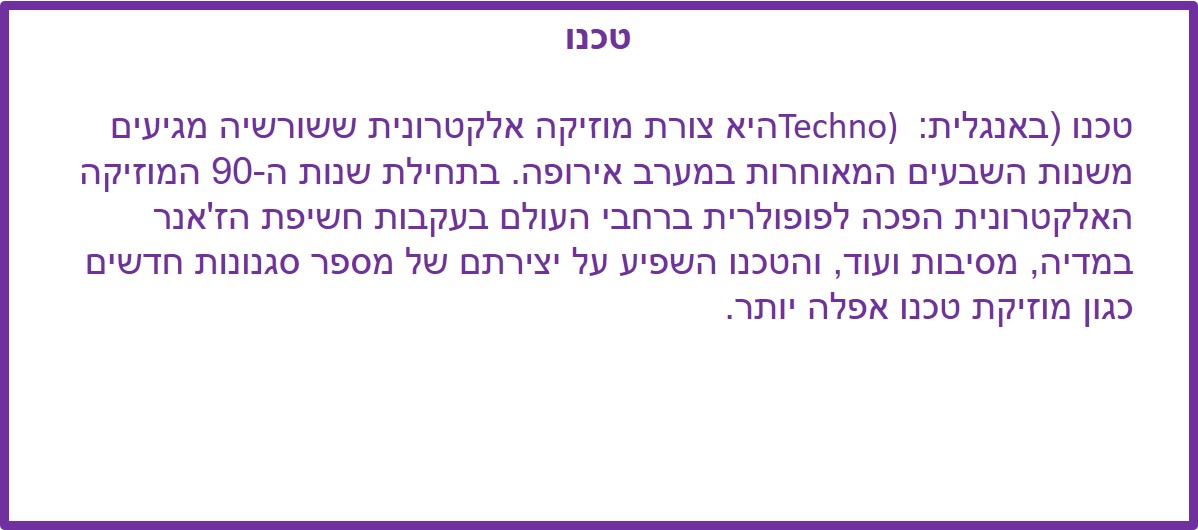 טכנו
טכנו (באנגלית: Techno) היא צורת מוזיקה אלקטרונית ששורשיה מגיעים
משנות השבעים המאוחרות במערב אירופה. בתחילת שנות ה-90 המוזיקה
האלקטרונית הפכה לפופולרית ברחבי העולם בעקבות חשיפת הז'אנר
במדיה, מסיבות ועוד, והטכנו השפיע על יצירתם של מספר סגנונות חדשים
כגון מוזיקת טכנו אפלה יותר.